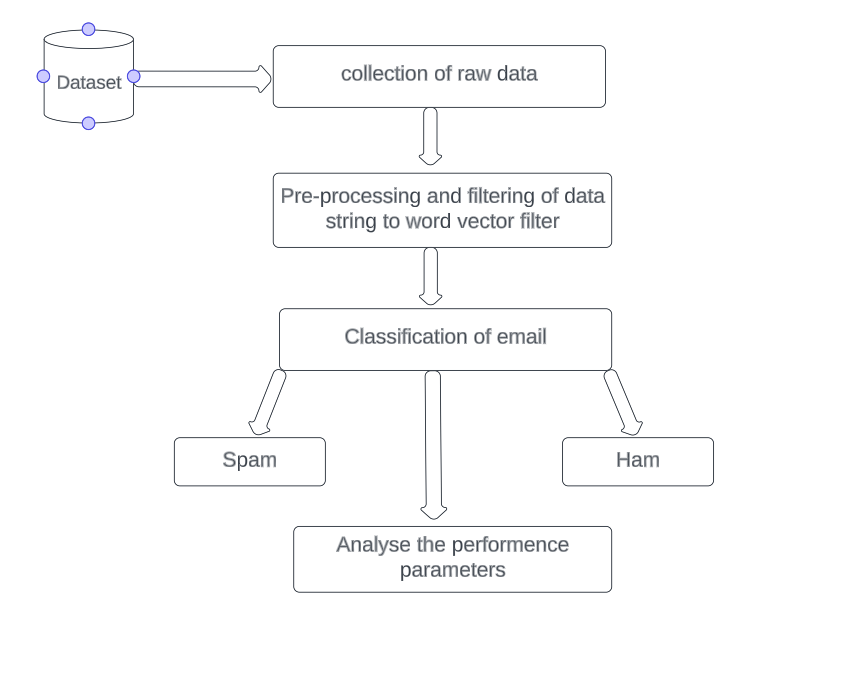 Dataset
collection of raw data
Pre-processing and filtering of data
string to word vector filter
Classification of email
Spam
Ham
Analyse the performence
parameters